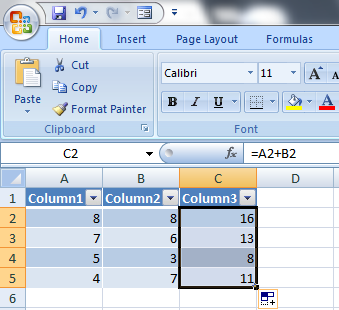 Home Insert Page Layout Formulas
Cut
Copy
Format Painter
Paste
Clipboard
Calibri 11 A A
B I U
Font
C2 fx =A2+B2
A B C D
1 Column1 Column2 Column3
2 8 8 16
3 7 6 13
4 5 3 8
5 4 7 11
6